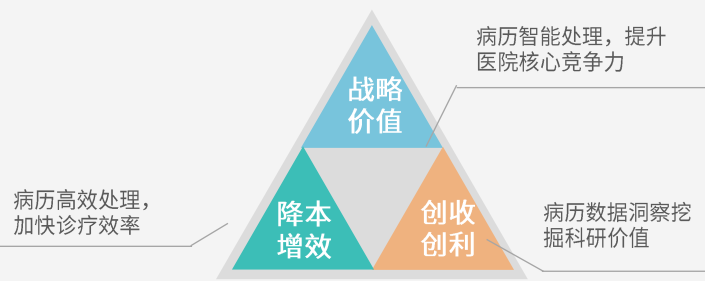 病历智能处理，提升
医院核心竞争力
战略
价值
病历高效处理，
加快诊疗效率
降本
增效
创收
创利
病历数据洞察挖
掘科研价值